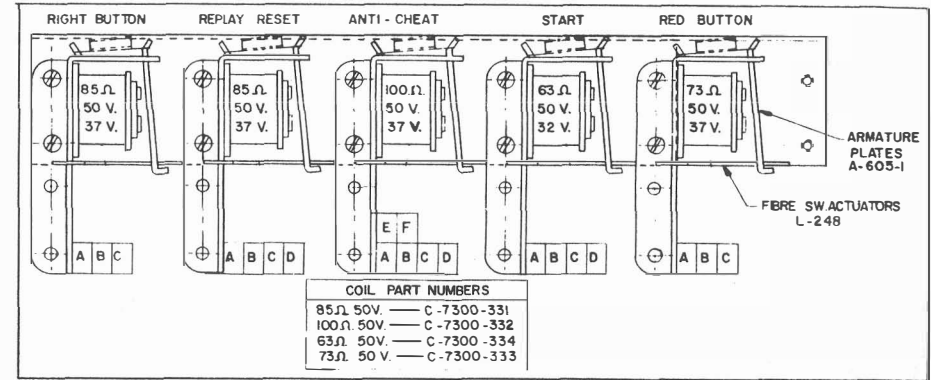 RIGHT BUTTON
REPLAY RESET
ANTI - CHEAT
START
RED BUTTON
85Ω
50 V.
37 V.
85Ω
50 V.
37 V.
100Ω.
50 V.
37 V.
63Ω
50 V.
32 V.
73Ω
50 V.
37 V.
ARMATURE
PLATES
A-605-1
FIBRE SW. ACTUATORS
L-248
E F
A B C
A B C D
A B C D
A B C D
A B C
COIL PART NUMBERS
85Ω 50V. — C-7300-331
100Ω. 50V. — C-7300-332
63Ω 50V. — C-7300-334
73Ω 50 V. — C-7300-333